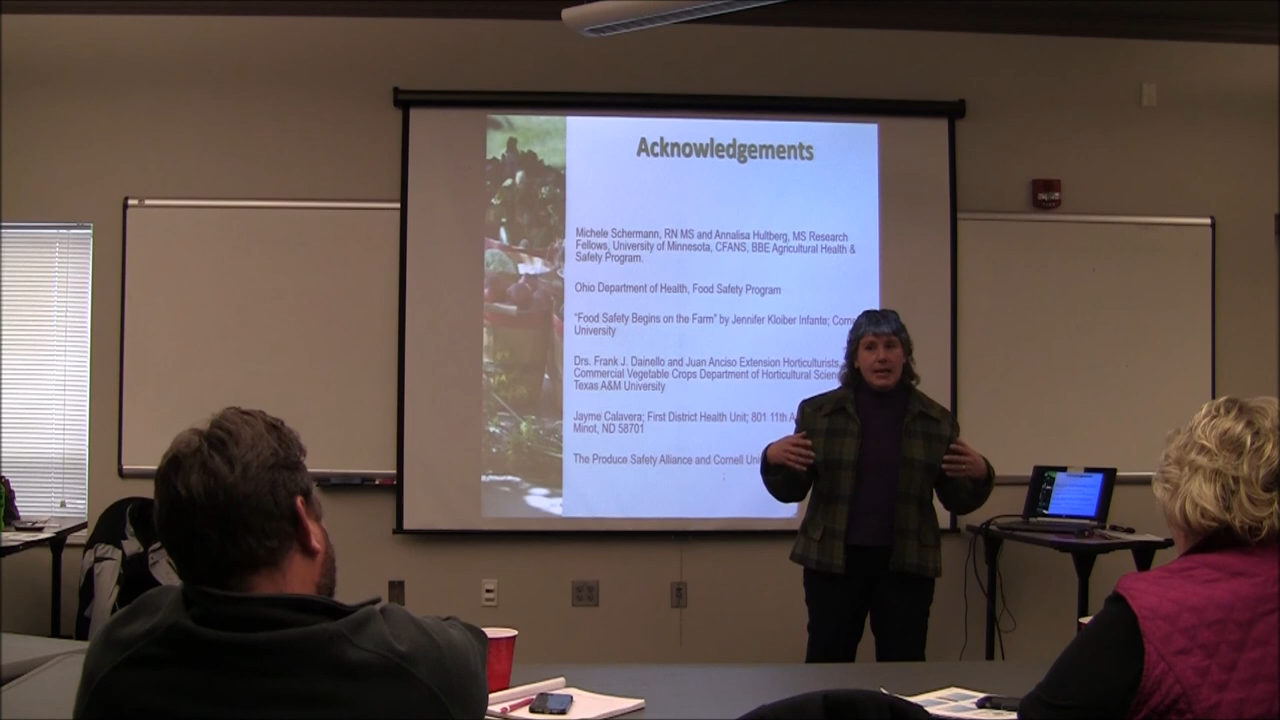 Acknowledgements
Michele Schermann, RN MS and Annalisa Hultberg, MS Research
Fellows, University of Minnesota, CFANS, BBE Agricultural Health &
Safety Program.
Ohio Department of Health, Food Safety Program
“Food Safety Begins on the Farm” by Jennifer Kloiber Infante; Corne
University
Drs. Frank J. Dainello and Juan Anciso Extension Horticulturists,
Commercial Vegetable Crops Department of Horticultural Scien
Texas A&M University
Jayme Calavera; First District Health Unit; 801 11th A
Minot, ND 58701
The Produce Safety Alliance and Cornell Uni